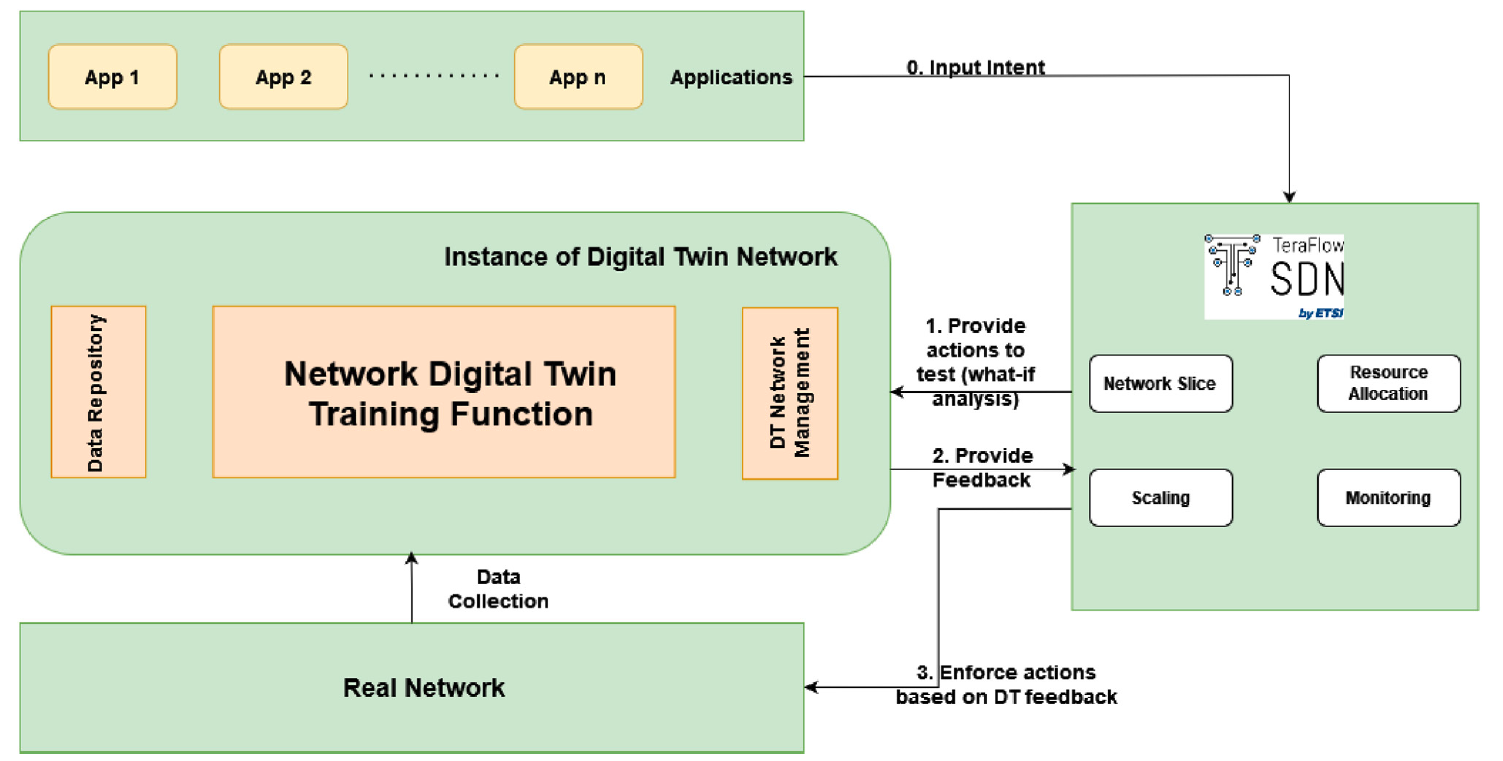 App 1
App 2
App n
Applications
0. Input Intent
TeraFlow
SDN
by ETSI
Instance of Digital Twin Network
Data Repository
Network Digital Twin
Training Function
DT Network
Management
1. Provide
actions to
test (what-if
analysis)
Network Slice
Resource
Allocation
2. Provide
Feedback
Scaling
Monitoring
Data
Collection
Real Network
3. Enforce actions
based on DT feedback